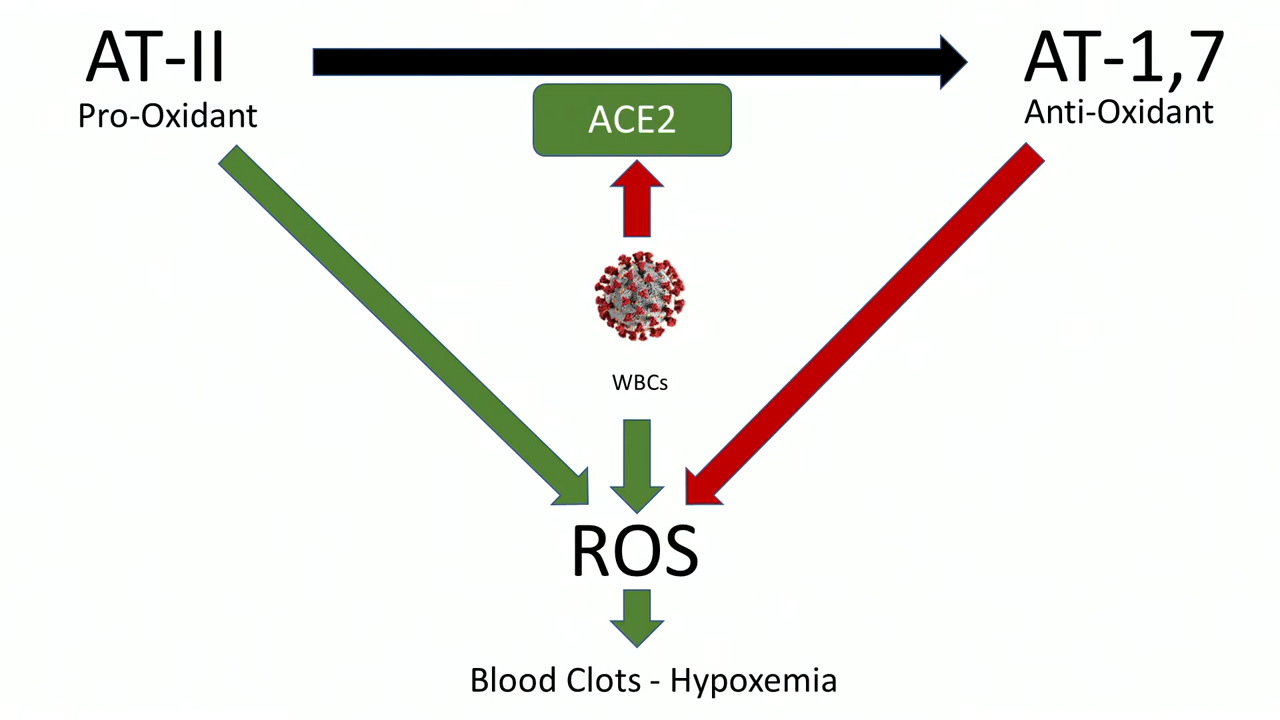 AT-II
Pro-Oxidant
AT-1,7
Anti-Oxidant
ACE2
WBCs
ROS
Blood Clots - Hypoxemia